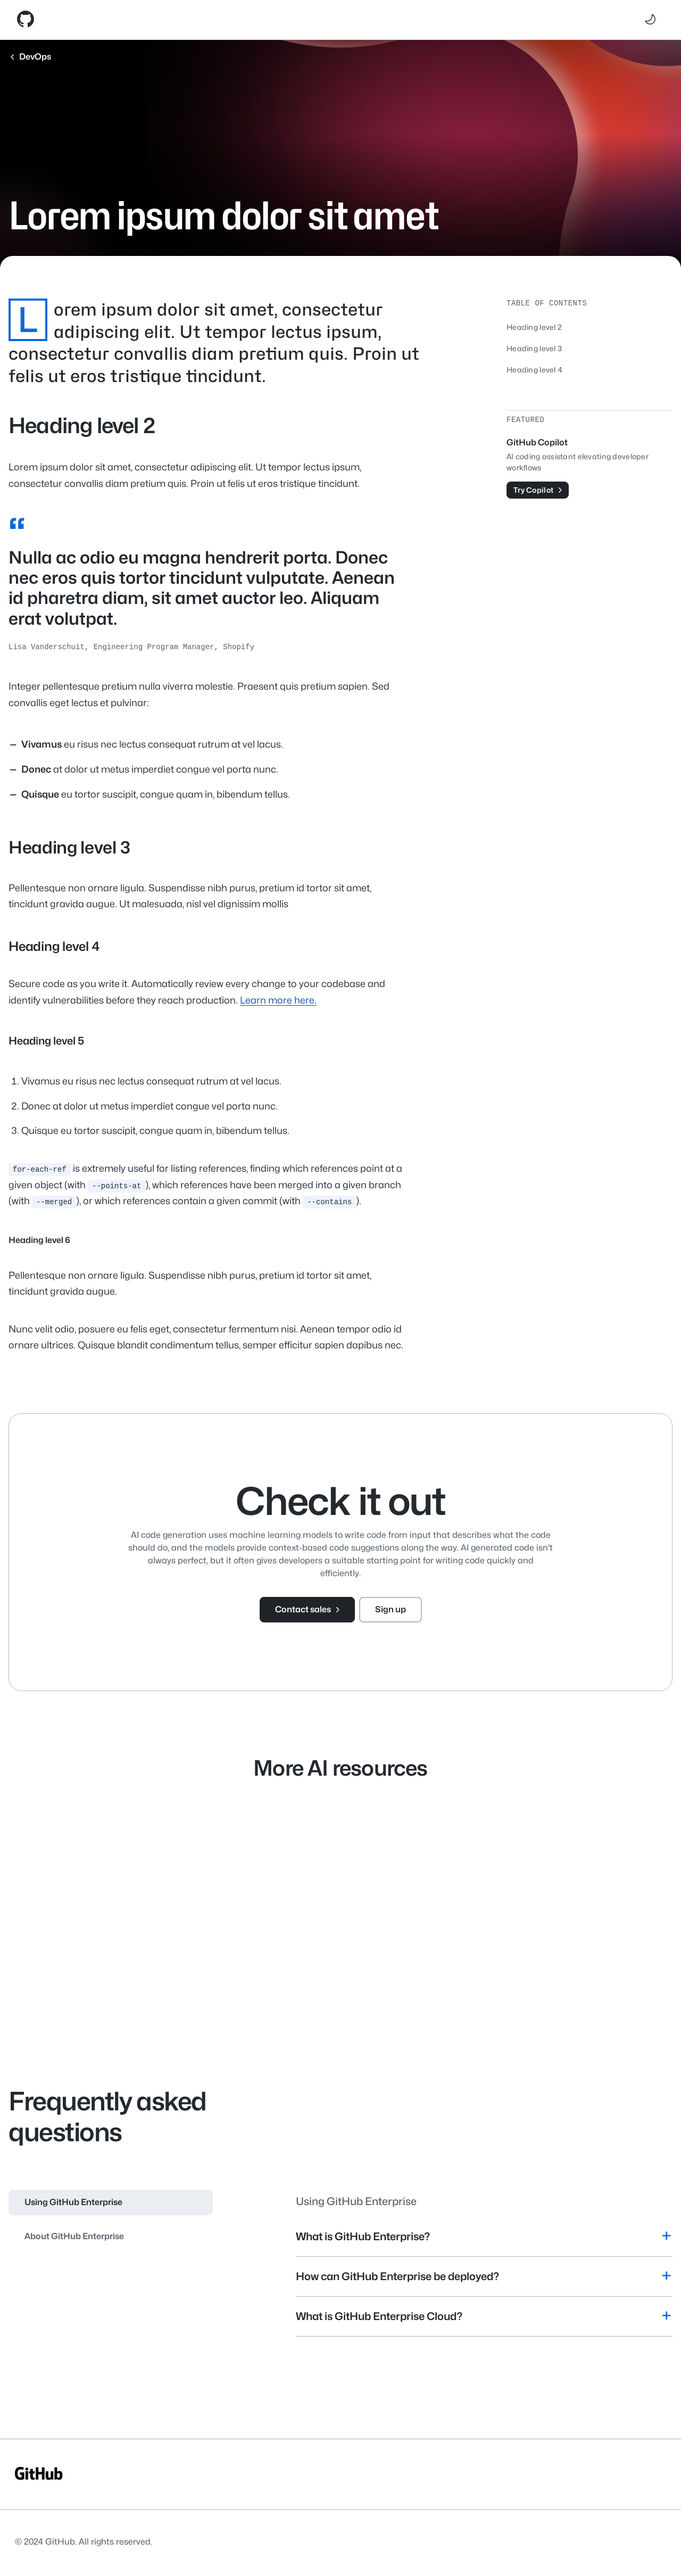 DevOps
Lorem ipsum dolor sit amet
Lorem ipsum dolor sit amet, consectetur
adipiscing elit. Ut tempor lectus ipsum,
consectetur convallis diam pretium quis. Proin ut
felis ut eros tristique tincidunt.
TABLE OF CONTENTS
Heading level 2
Heading level 3
Heading level 4
FEATURED
GitHub Copilot
AI coding assistant elevating developer
workflows
Try Copilot
Heading level 2
Lorem ipsum dolor sit amet, consectetur adipiscing elit. Ut tempor lectus ipsum,
consectetur convallis diam pretium quis. Proin ut felis ut eros tristique tincidunt.
“
Nulla ac odio eu magna hendrerit porta. Donec
nec eros quis tortor tincidunt vulputate. Aenean
id pharetra diam, sit amet auctor leo. Aliquam
erat volutpat.
Lisa Vanderschuit, Engineering Program Manager, Shopify
Integer pellentesque pretium nulla viverra molestie. Praesent quis pretium sapien. Sed
convallis eget lectus et pulvinar:
— Vivamus eu risus nec lectus consequat rutrum at vel lacus.
— Donec at dolor ut metus imperdiet congue vel porta nunc.
— Quisque eu tortor suscipit, congue quam in, bibendum tellus.
Heading level 3
Pellentesque non ornare ligula. Suspendisse nibh purus, pretium id tortor sit amet,
tincidunt gravida augue. Ut malesuada, nisl vel dignissim mollis
Heading level 4
Secure code as you write it. Automatically review every change to your codebase and
identify vulnerabilities before they reach production. Learn more here.
Heading level 5
1. Vivamus eu risus nec lectus consequat rutrum at vel lacus.
2. Donec at dolor ut metus imperdiet congue vel porta nunc.
3. Quisque eu tortor suscipit, congue quam in, bibendum tellus.
for-each-ref is extremely useful for listing references, finding which references point at a
given object (with --points-at ), which references have been merged into a given branch
(with --merged ), or which references contain a given commit (with --contains ).
Heading level 6
Pellentesque non ornare ligula. Suspendisse nibh purus, pretium id tortor sit amet,
tincidunt gravida augue.
Nunc velit odio, posuere eu felis eget, consectetur fermentum nisi. Aenean tempor odio id
ornare ultrices. Quisque blandit condimentum tellus, semper efficitur sapien dapibus nec.
Check it out
AI code generation uses machine learning models to write code from input that describes what the code
should do, and the models provide context-based code suggestions along the way. AI generated code isn't
always perfect, but it often gives developers a suitable starting point for writing code quickly and
efficiently.
Contact sales
Sign up
More AI resources
Frequently asked
questions
Using GitHub Enterprise
About GitHub Enterprise
Using GitHub Enterprise
What is GitHub Enterprise?
How can GitHub Enterprise be deployed?
What is GitHub Enterprise Cloud?
GitHub
© 2024 GitHub. All rights reserved.